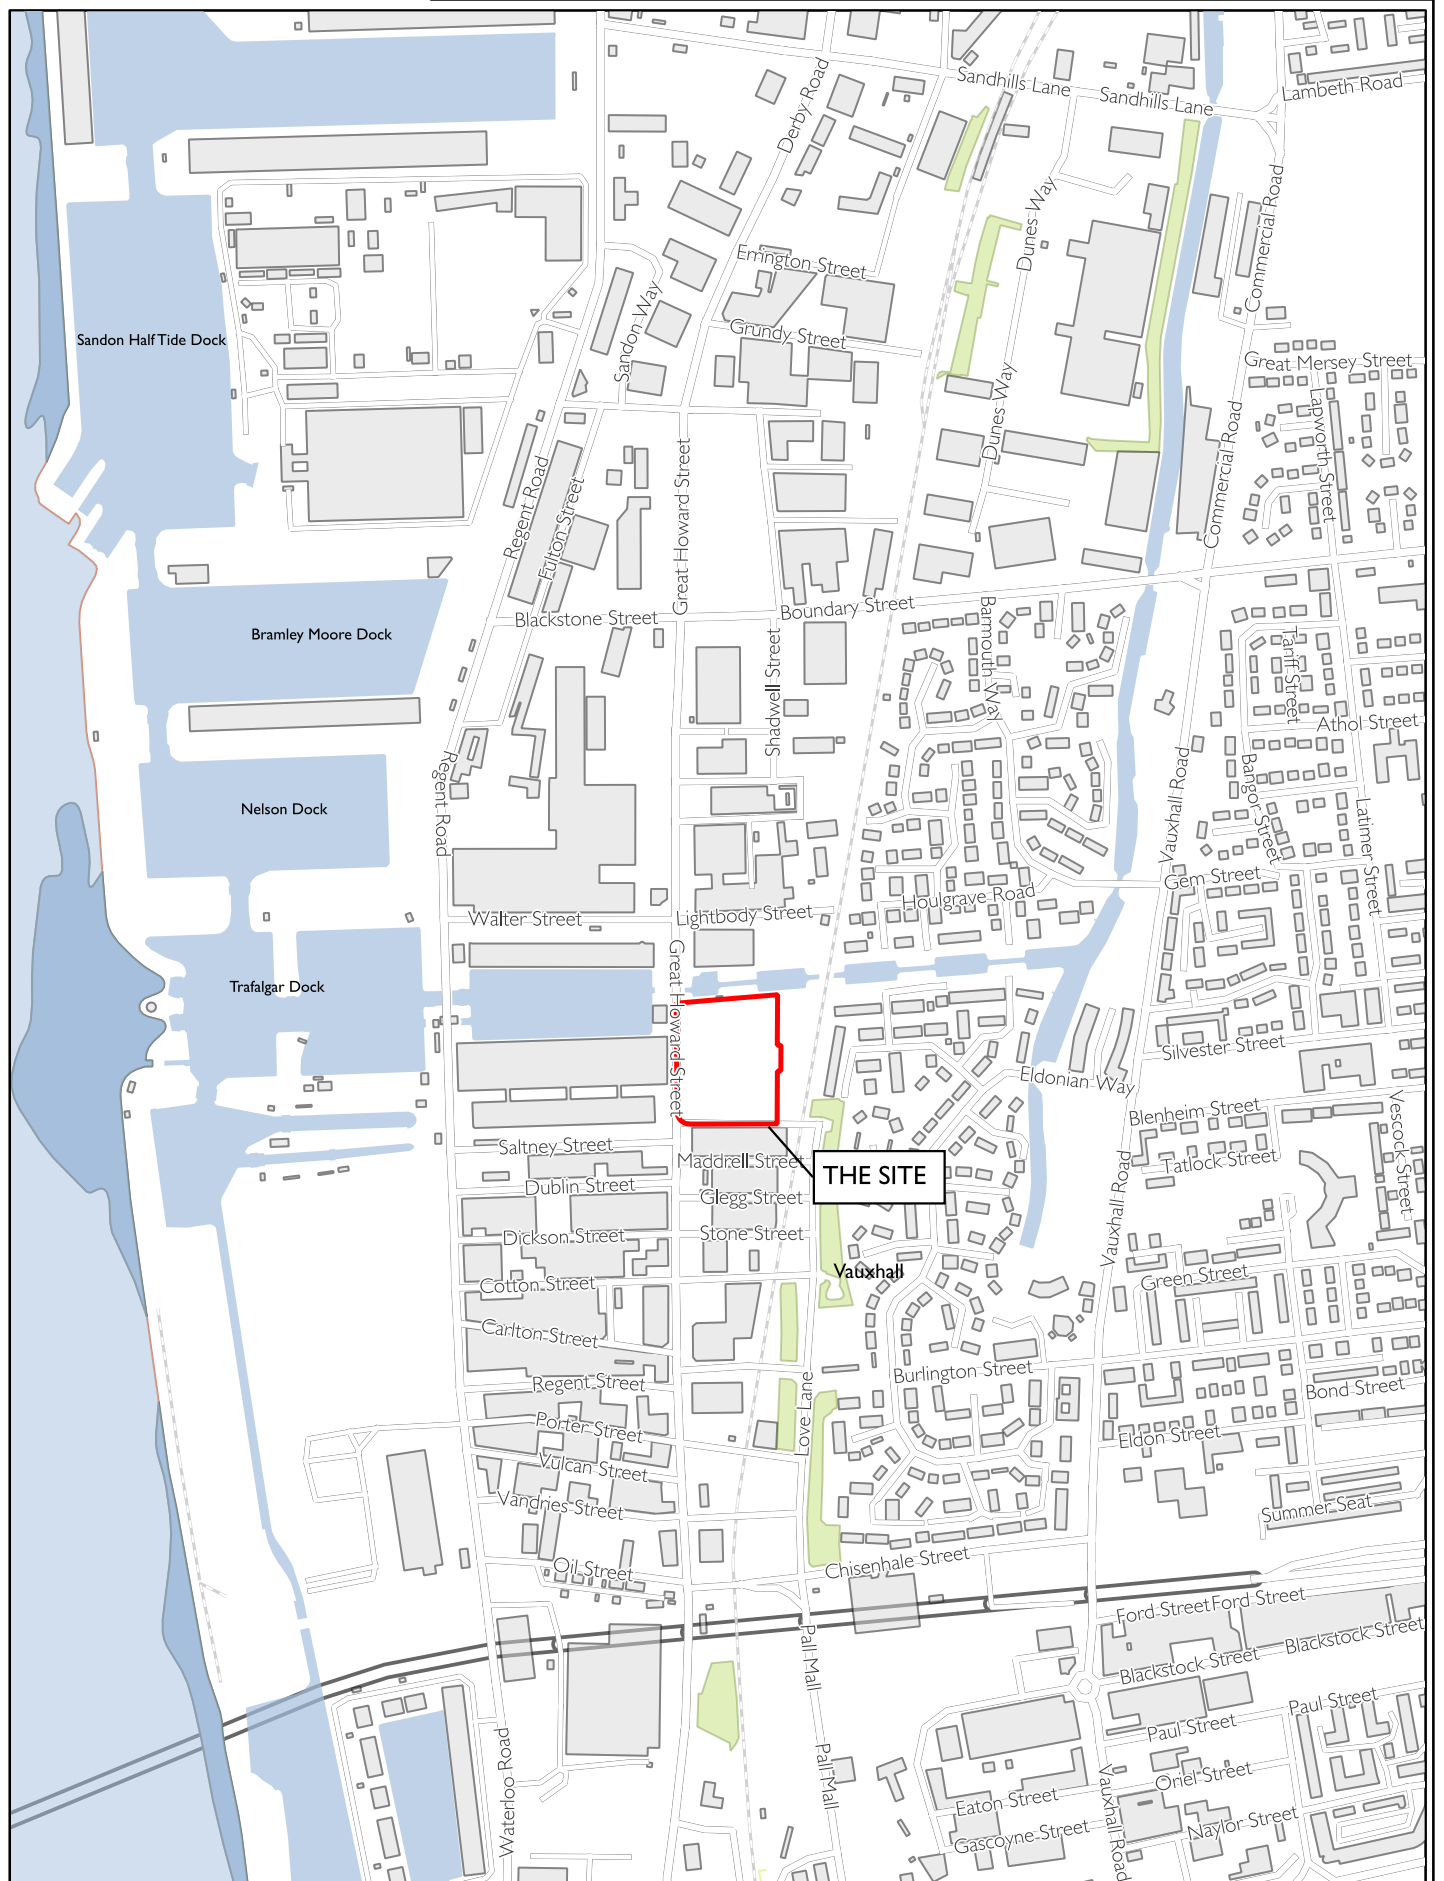 Sandhills Lane
Sandhills Lane
Lambeth Road
Derby Road
Dunes Way
Commercial Road
Errington Street
Sandon Way
Grundy Street
Sandon Half Tide Dock
Great Mersey Street
Dunes Way
Lapworth Street
Commercial Road
Great Howard Street
Regent Road
Fulton Street
Blackstone Street
Boundary Street
Barmouth Way
Bramley Moore Dock
Shadwell Street
Tariff Street
Athol Street
Regent Road
Vauxhall Road
Bangor Street
Latimer Street
Nelson Dock
Gem Street
Houlgrave Road
Walter Street
Lightbody Street
Great Howard Street
Trafalgar Dock
Silvester Street
Eldonian Way
Blenheim Street
Vescock Street
Saltney Street
Maddrell Street
THE SITE
Tatlock Street
Dublin Street
Glegg Street
Vauxhall Road
Dickson Street
Stone Street
Vauxhall
Cotton Street
Green Street
Carlton Street
Burlington Street
Regent Street
Bond Street
Love Lane
Porter Street
Eldon Street
Vulcan Street
Vandries Street
Summer Seat
Chisenhale Street
Oil Street
Ford Street
Ford Street
Pall Mall
Blackstock Street
Blackstock Street
Paul Street
Paul Street
Waterloo Road
Pall Mall
Vauxhall Road
Oriel Street
Eaton Street
Naylor Street
Gascoyne Street